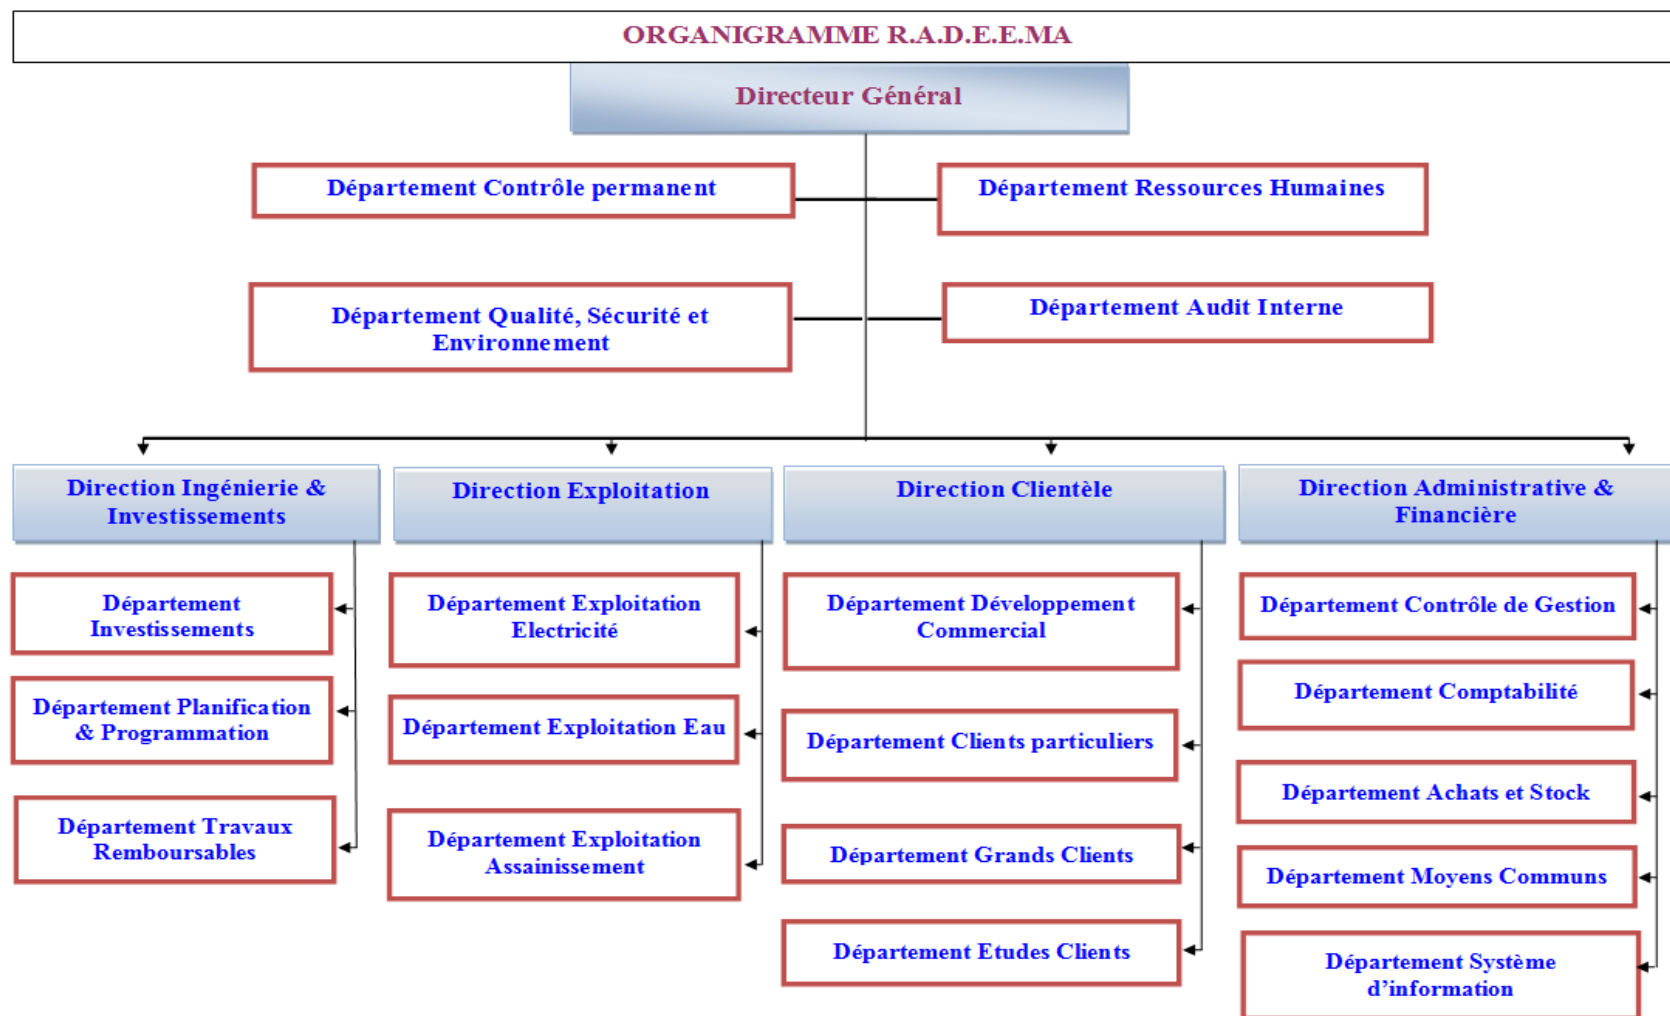 ORGANIGRAMME R.A.D.E.E.MA
Directeur Général
Département Contrôle permanent
Département Ressources Humaines
Département Qualité, Sécurité et
Environnement
Département Audit Interne
Direction Ingénierie &
Investissements
Département
Investissements
Département Planification
& Programmation
Département Travaux
Remboursables
Direction Exploitation
Département Exploitation
Electricité
Département Exploitation Eau
Département Exploitation
Assainissement
Direction Clientèle
Département Développement
Commercial
Département Clients particuliers
Département Grands Clients
Département Etudes Clients
Direction Administrative &
Financière
Département Contrôle de Gestion
Département Comptabilité
Département Achats et Stock
Département Moyens Communs
Département Système
d’information